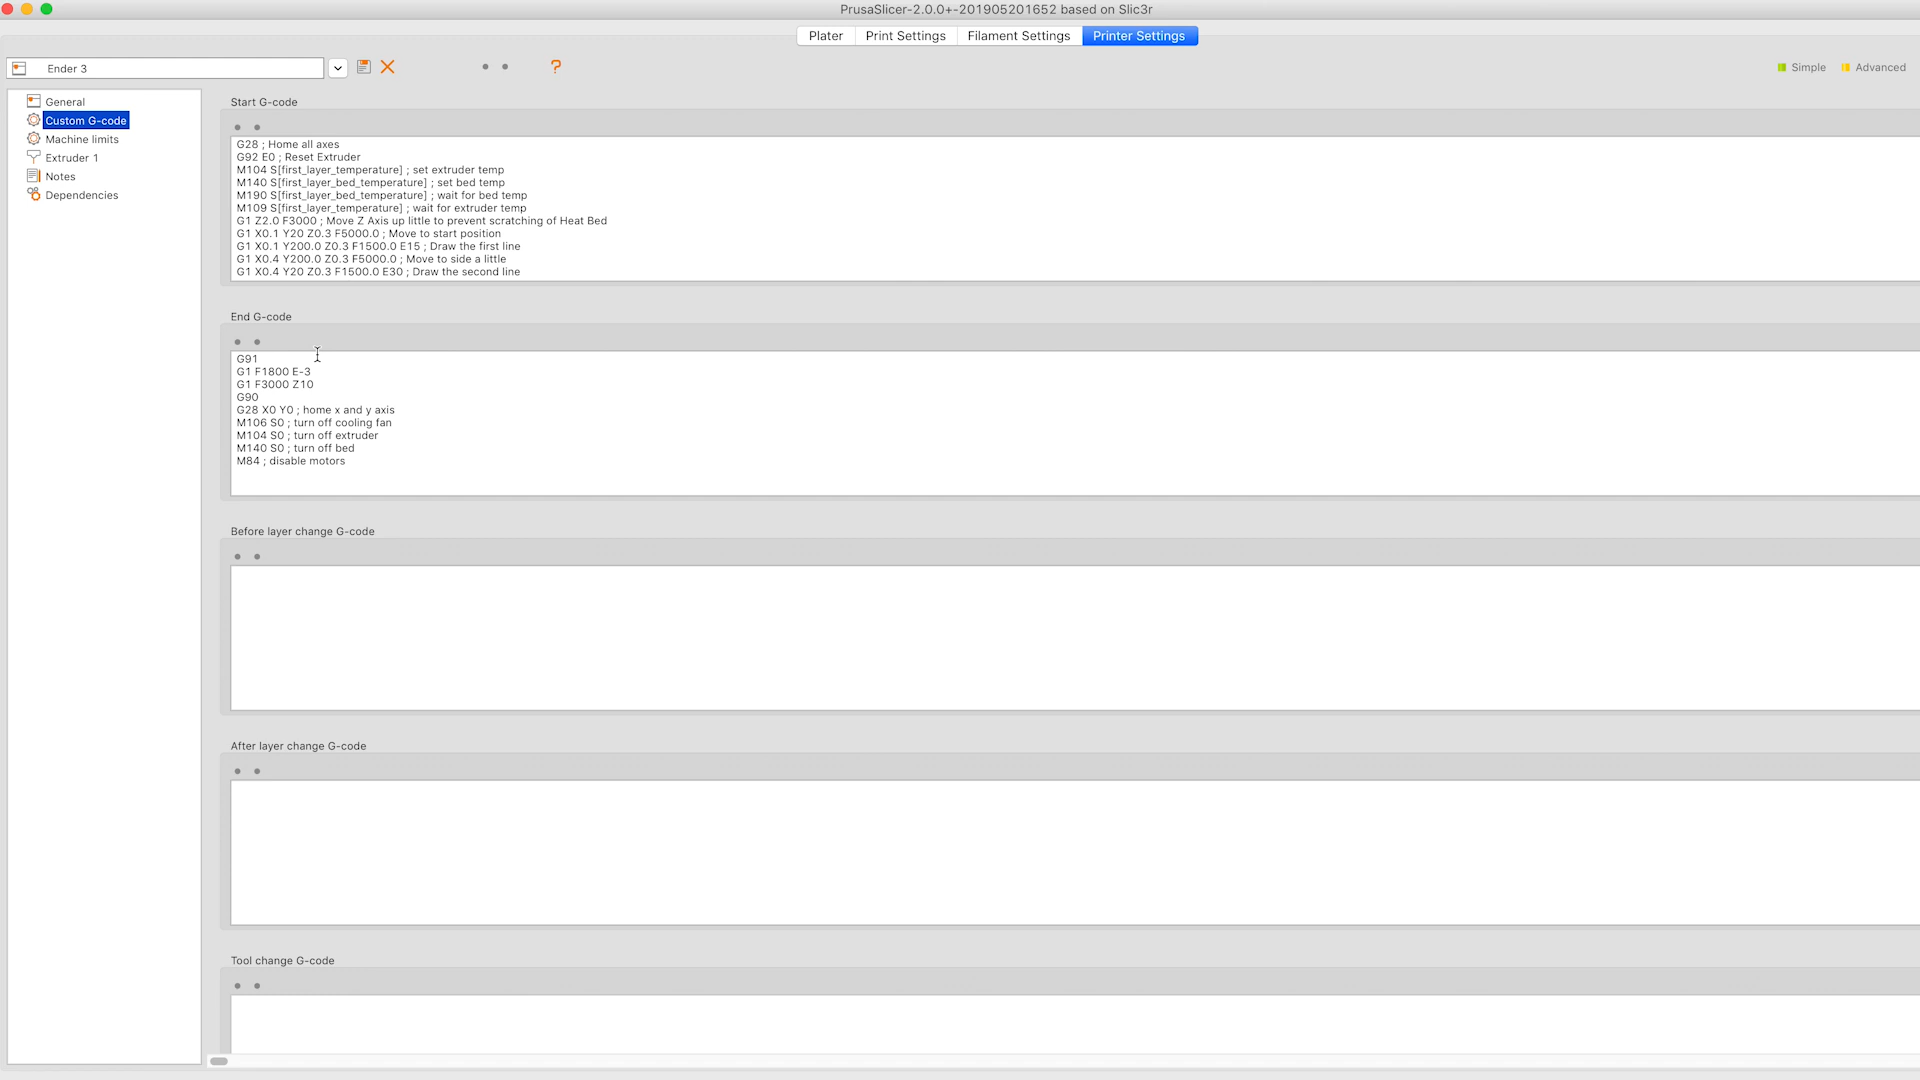 PrusaSlicer-2.0.0+-201905201652 based on Slic3r
Plater Print Settings Filament Settings Printer Settings
Ender 3
?
Simple Advanced
General
Custom G-code
Machine limits
Extruder 1
Notes
Dependencies
Start G-code
G28 ; Home all axes
G92 E0 ; Reset Extruder
M104 S[first_layer_temperature] ; set extruder temp
M140 S[first_layer_bed_temperature] ; set bed temp
M190 S[first_layer_bed_temperature] ; wait for bed temp
M109 S[first_layer_temperature] ; wait for extruder temp
G1 Z2.0 F3000 ; Move Z Axis up little to prevent scratching of Heat Bed
G1 X0.1 Y20 Z0.3 F5000.0 ; Move to start position
G1 X0.1 Y200.0 Z0.3 F1500.0 E15 ; Draw the first line
G1 X0.4 Y200.0 Z0.3 F5000.0 ; Move to side a little
G1 X0.4 Y20 Z0.3 F1500.0 E30 ; Draw the second line
End G-code
G91
G1 F1800 E-3
G1 F3000 Z10
G90
G28 X0 Y0 ; home x and y axis
M106 S0 ; turn off cooling fan
M104 S0 ; turn off extruder
M140 S0 ; turn off bed
M84 ; disable motors
Before layer change G-code
After layer change G-code
Tool change G-code